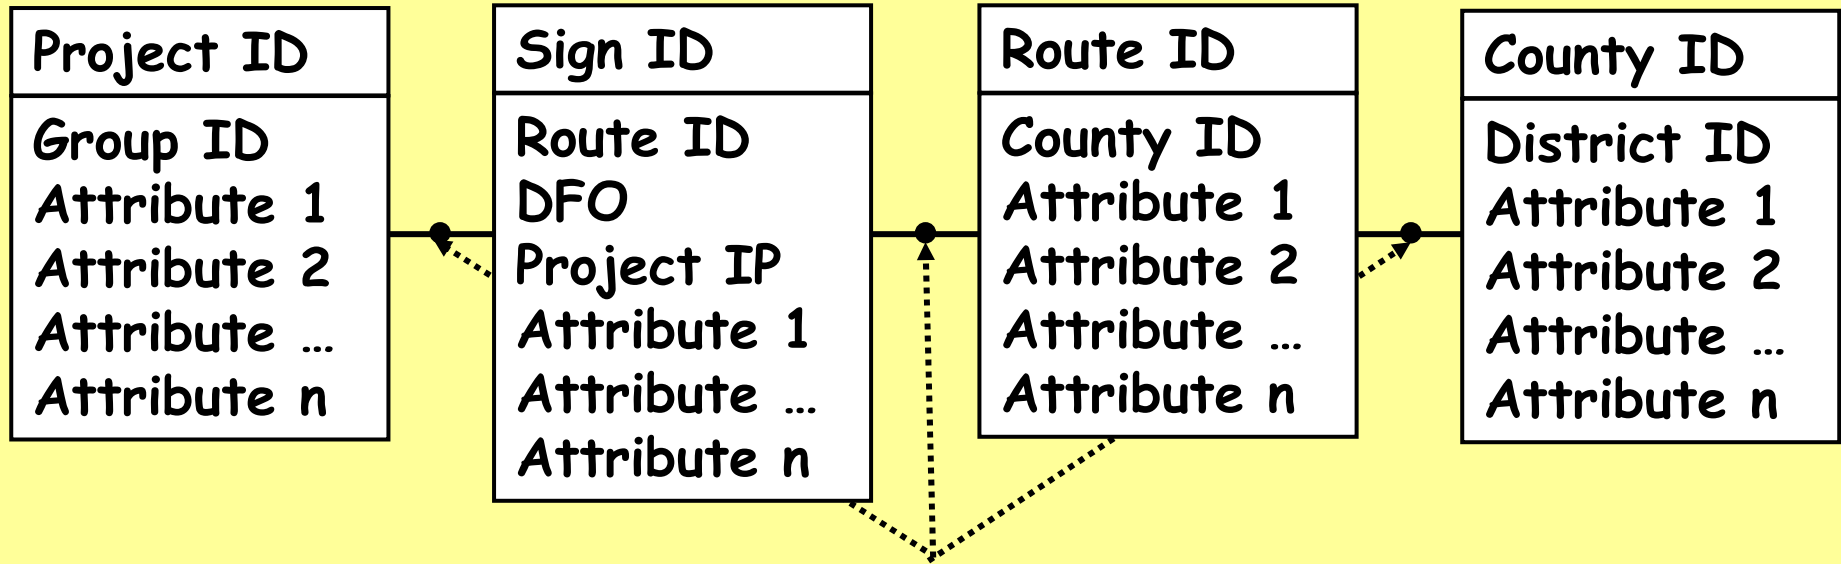 Project ID
Group ID
Attribute 1
Attribute 2
Attribute ...
Attribute n
Sign ID
Route ID
DFO
Project IP
Attribute 1
Attribute ...
Attribute n
Route ID
County ID
Attribute 1
Attribute 2
Attribute ...
Attribute n
County ID
District ID
Attribute 1
Attribute 2
Attribute ...
Attribute n